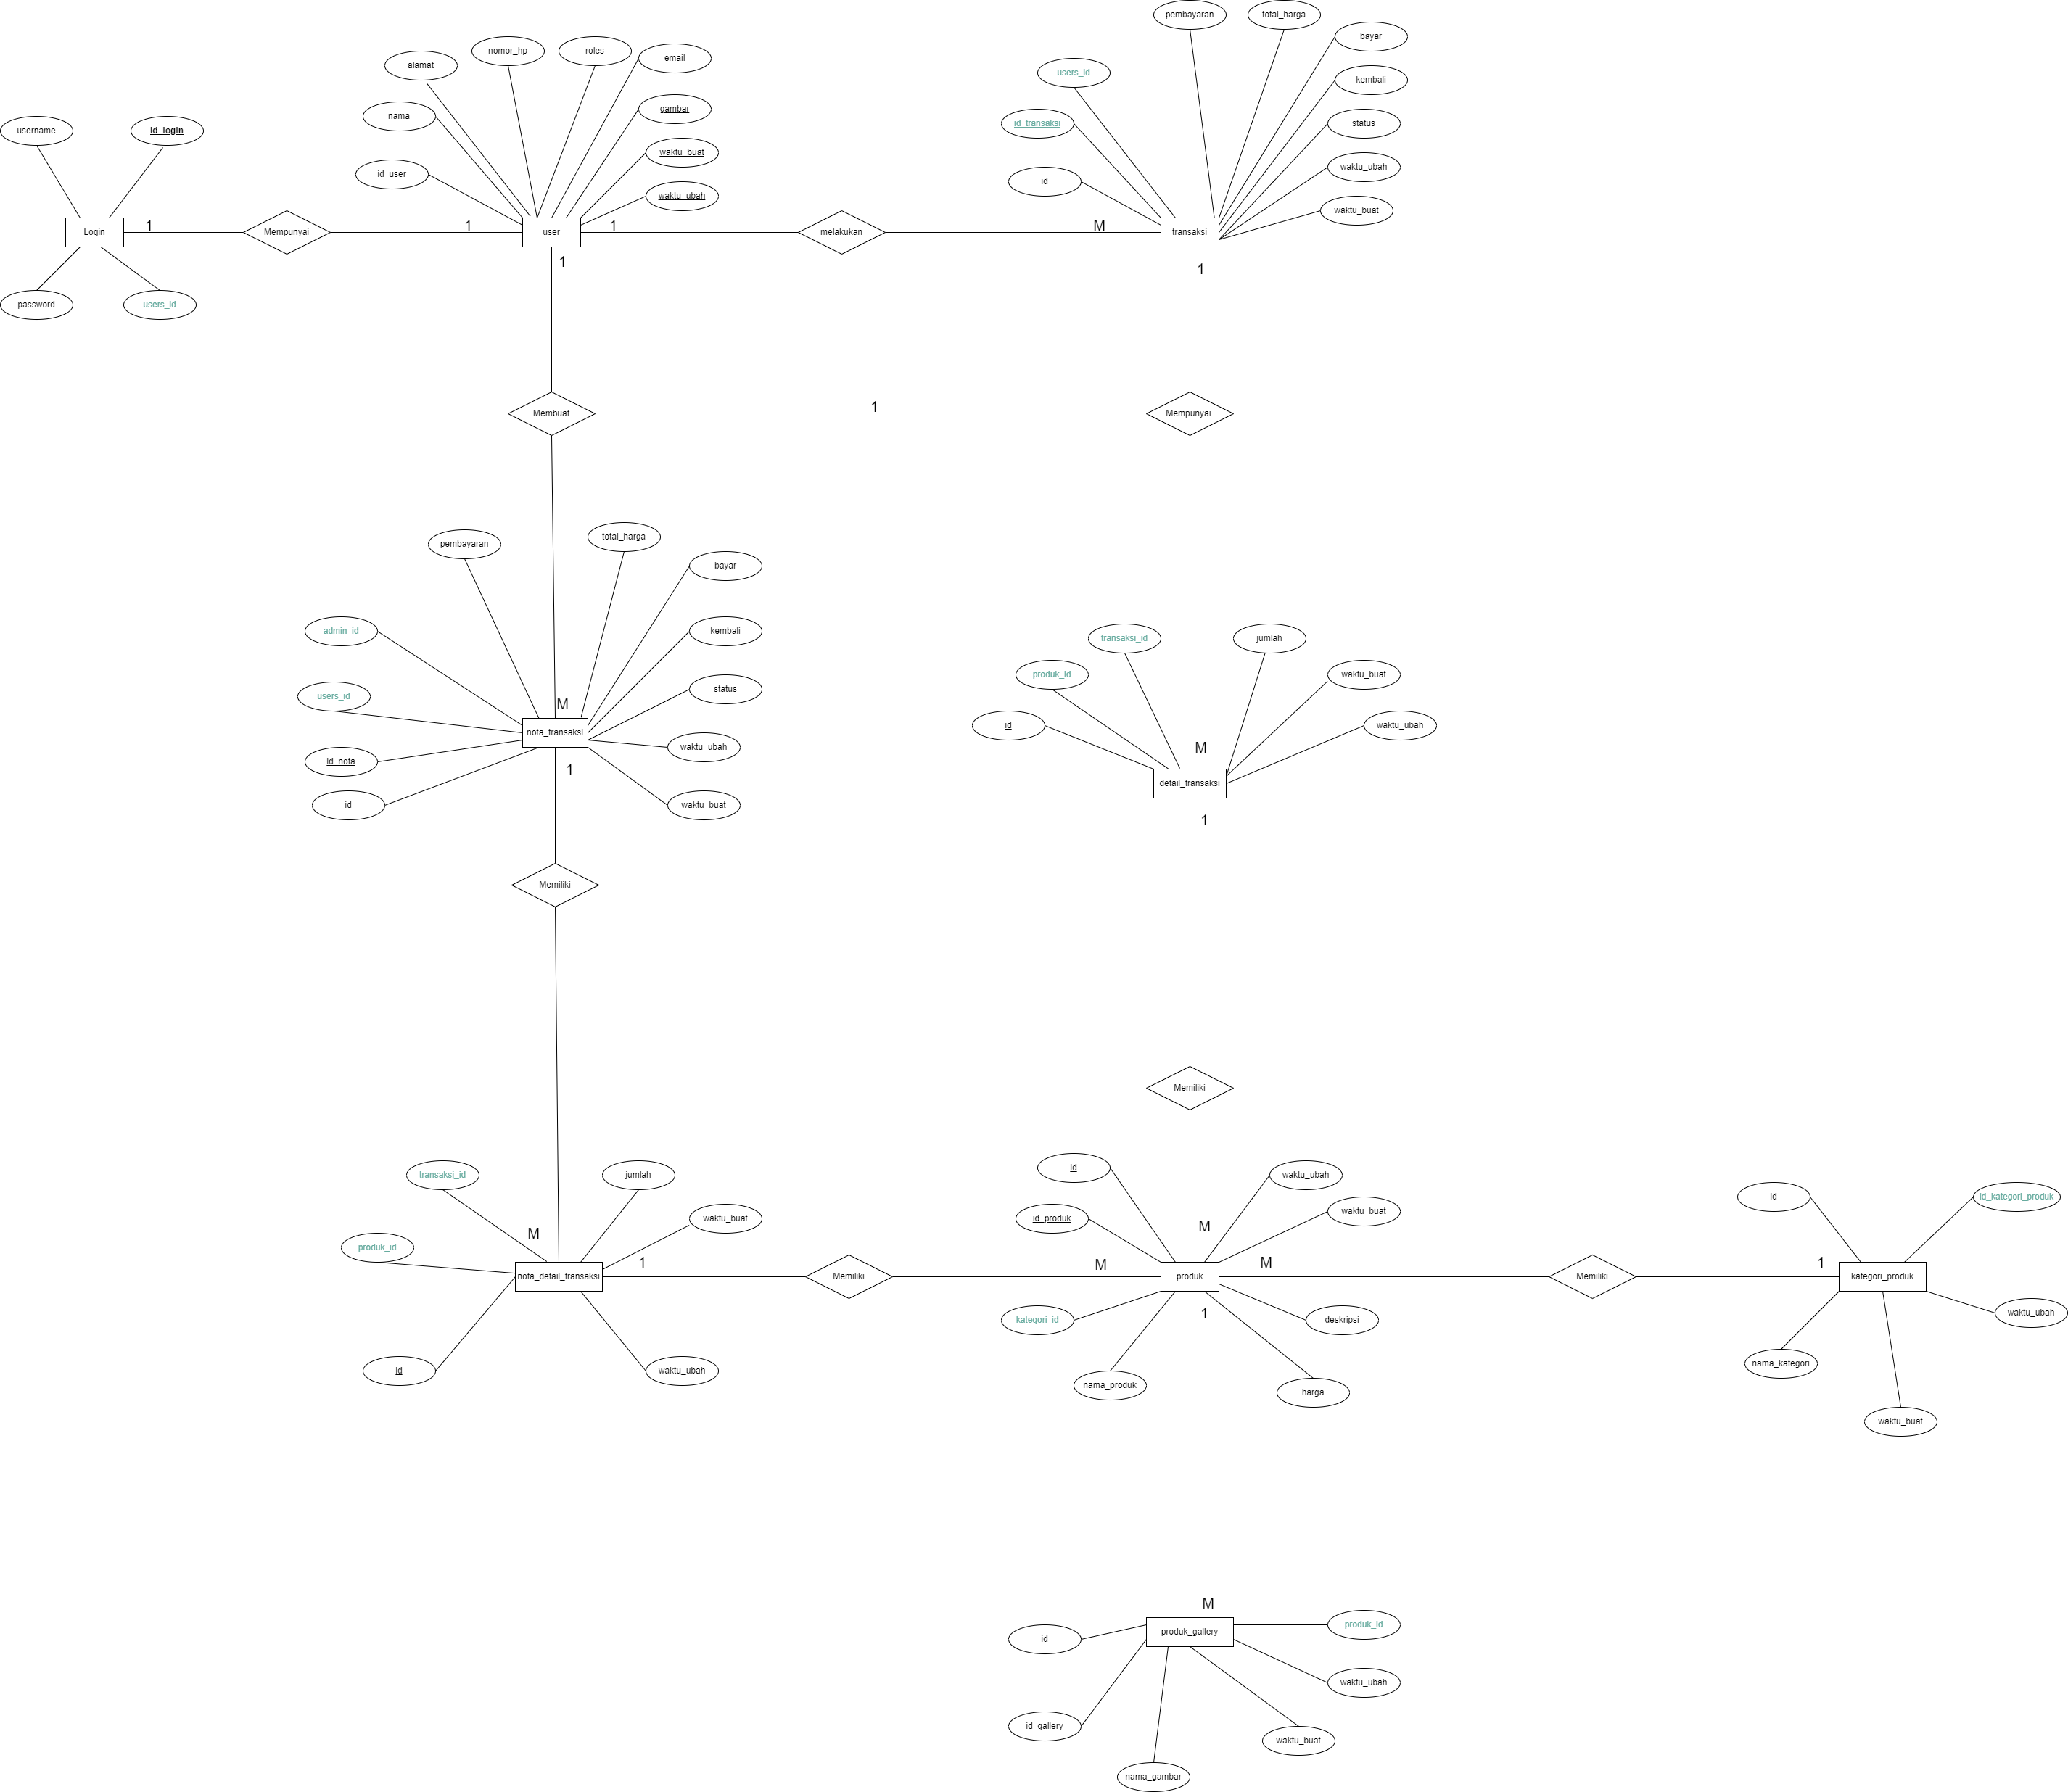 pembayaran
total_harga
bayar
nomor_hp
roles
email
alamat
users_id
kembali
gambar
nama
id_transaksi
status
username
id_login
waktu_buat
waktu_ubah
id_user
id
waktu_ubah
waktu_buat
1
1
1
M
Login
Mempunyai
user
melakukan
transaksi
1
1
password
users_id
1
Membuat
Mempunyai
pembayaran
total_harga
bayar
admin_id
kembali
transaksi_id
jumlah
users_id
status
produk_id
waktu_buat
M
id
waktu_ubah
nota_transaksi
waktu_ubah
M
id_nota
1
detail_transaksi
id
waktu_buat
1
Memiliki
Memiliki
id
waktu_ubah
transaksi_id
jumlah
id
id_kategori_produk
id_produk
waktu_buat
waktu_buat
M
M
produk_id
1
M
M
1
nota_detail_transaksi
Memiliki
produk
Memiliki
kategori_produk
1
waktu_ubah
kategori_id
deskripsi
nama_kategori
id
waktu_ubah
nama_produk
harga
waktu_buat
M
produk_id
produk_gallery
id
waktu_ubah
id_gallery
waktu_buat
nama_gambar